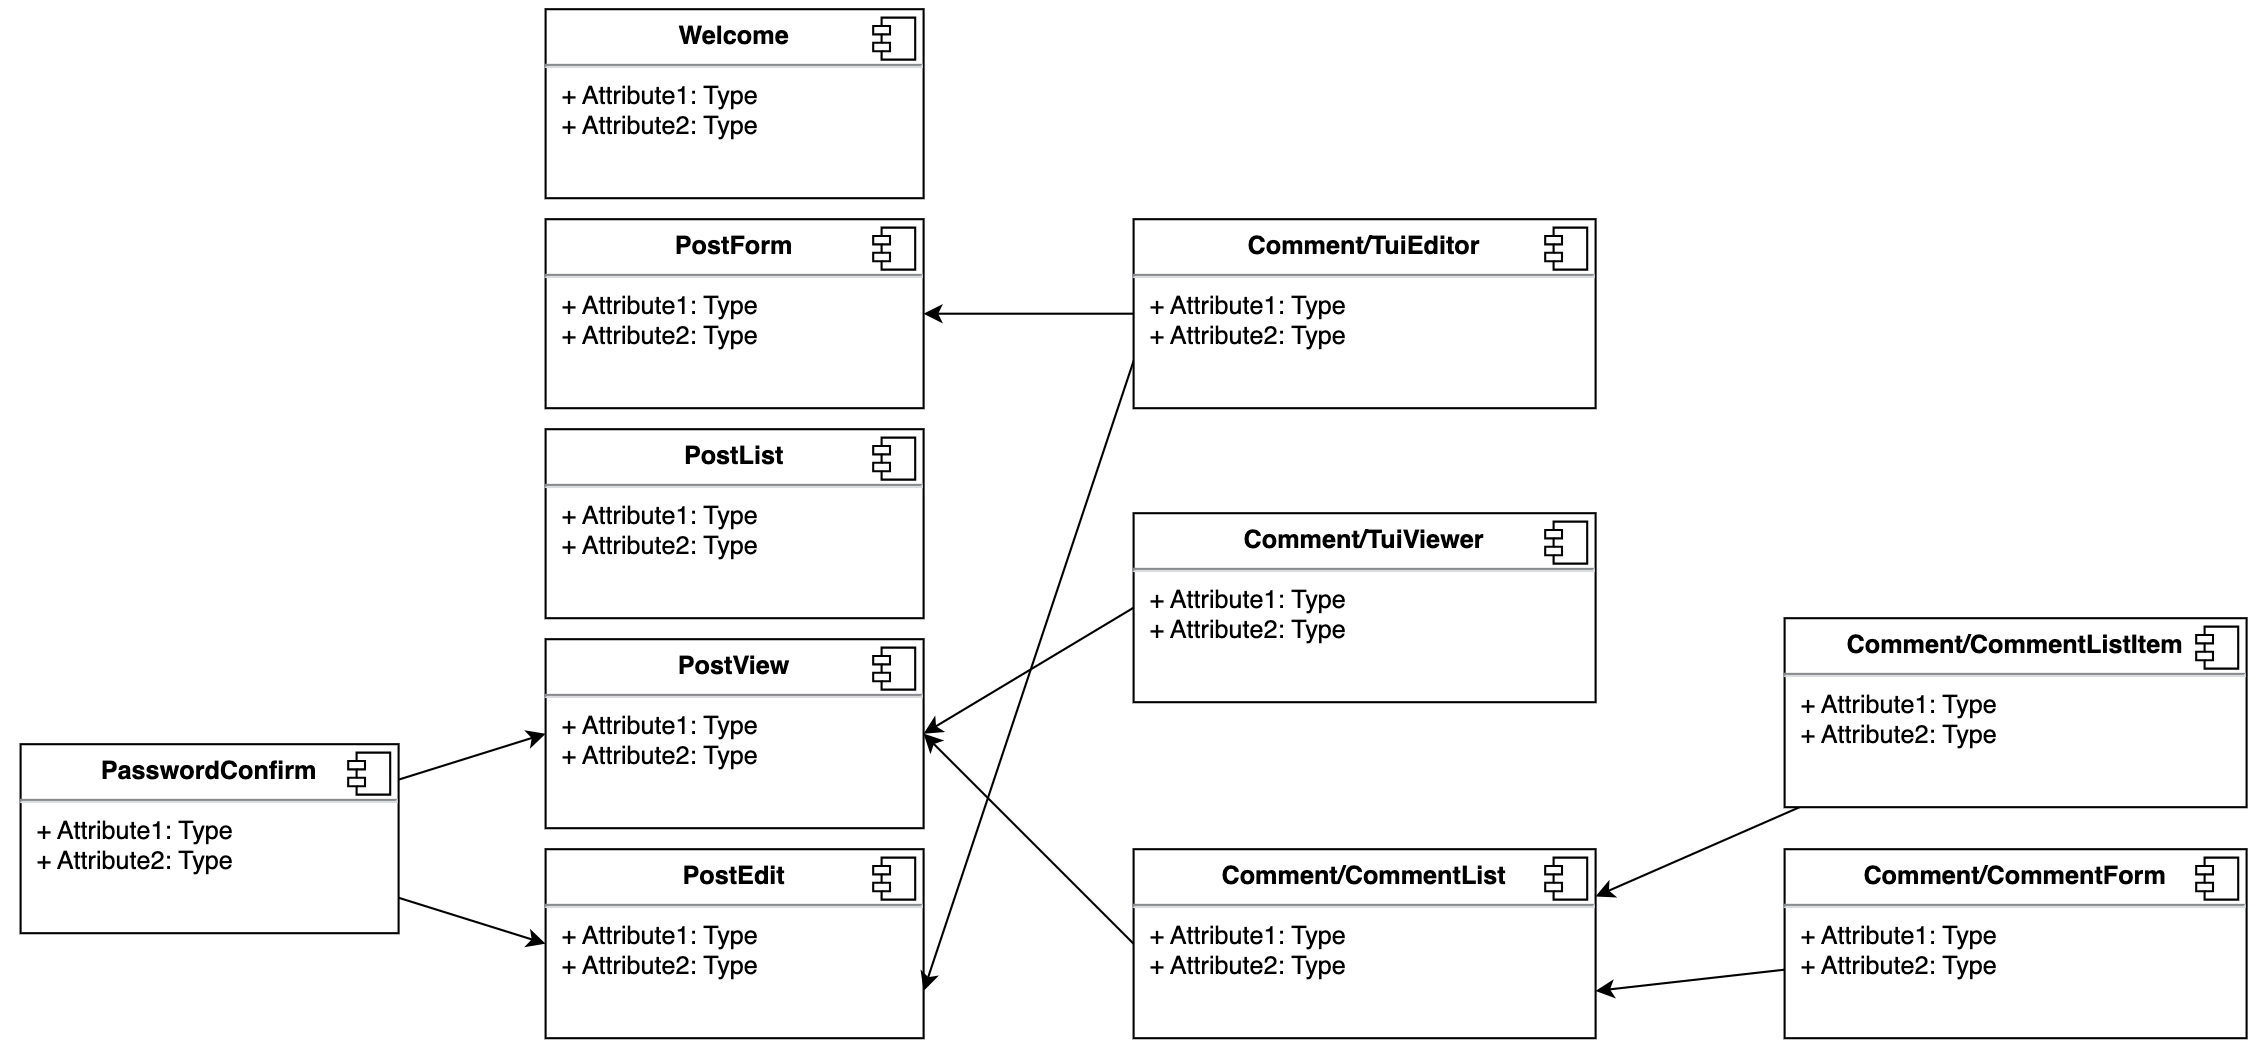 Welcome
+ Attribute1: Type
+ Attribute2: Type
PostForm
+ Attribute1: Type
+ Attribute2: Type
Comment/TuiEditor
+ Attribute1: Type
+ Attribute2: Type
PostList
+ Attribute1: Type
+ Attribute2: Type
Comment/TuiViewer
+ Attribute1: Type
+ Attribute2: Type
PostView
+ Attribute1: Type
+ Attribute2: Type
Comment/CommentListItem
+ Attribute1: Type
+ Attribute2: Type
PasswordConfirm
+ Attribute1: Type
+ Attribute2: Type
PostEdit
+ Attribute1: Type
+ Attribute2: Type
Comment/CommentList
+ Attribute1: Type
+ Attribute2: Type
Comment/CommentForm
+ Attribute1: Type
+ Attribute2: Type